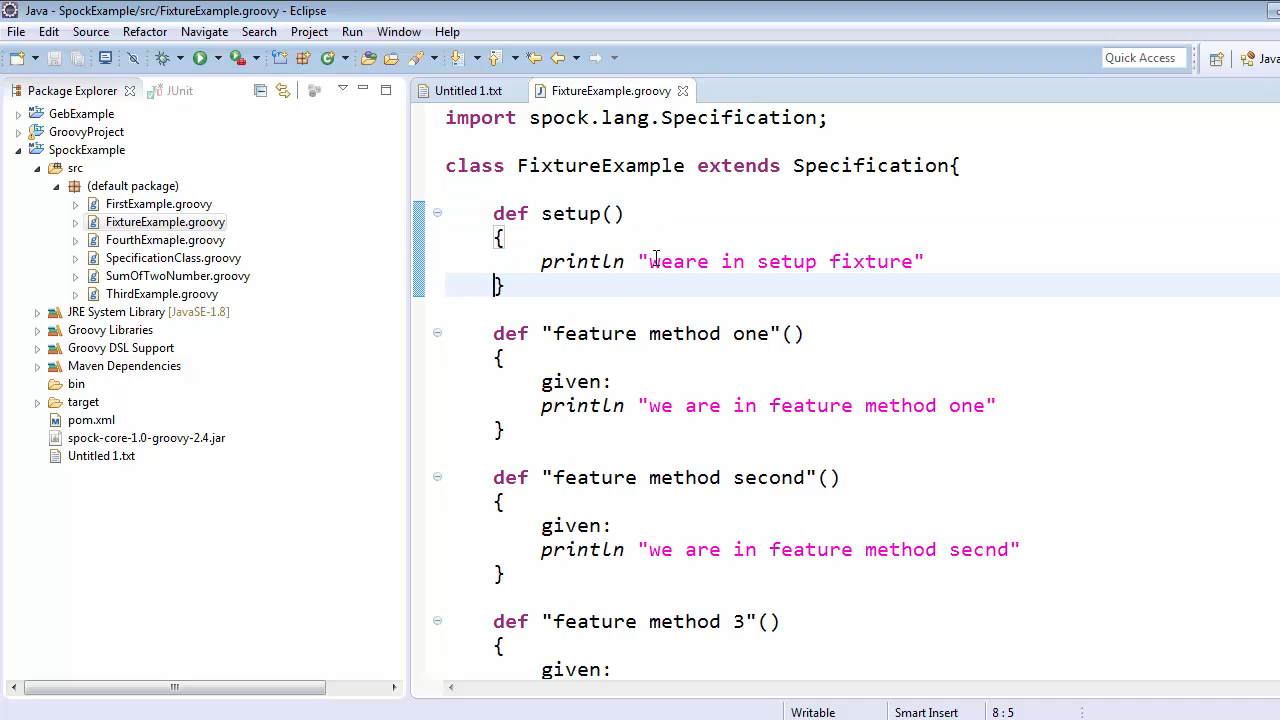 Java - SpockExample/src/FixtureExample.groovy - Eclipse
File Edit Source Refactor Navigate Search Project Run Window Help
Quick Access
Java
Package Explorer
JUnit
Untitled 1.txt
FixtureExample.groovy
GebExample
GroovyProject
SpockExample
src
(default package)
FirstExample.groovy
FixtureExample.groovy
FourthExmaple.groovy
SpecificationClass.groovy
SumOfTwoNumber.groovy
ThirdExample.groovy
JRE System Library [JavaSE-1.8]
Groovy Libraries
Groovy DSL Support
Maven Dependencies
bin
target
pom.xml
spock-core-1.0-groovy-2.4.jar
Untitled 1.txt
import spock.lang.Specification;
class FixtureExample extends Specification{
def setup()
{
println "weare in setup fixture"
}
def "feature method one"()
{
given:
println "we are in feature method one"
}
def "feature method second"()
{
given:
println "we are in feature method secnd"
}
def "feature method 3"()
{
given:
Writable
Smart Insert
8 : 5